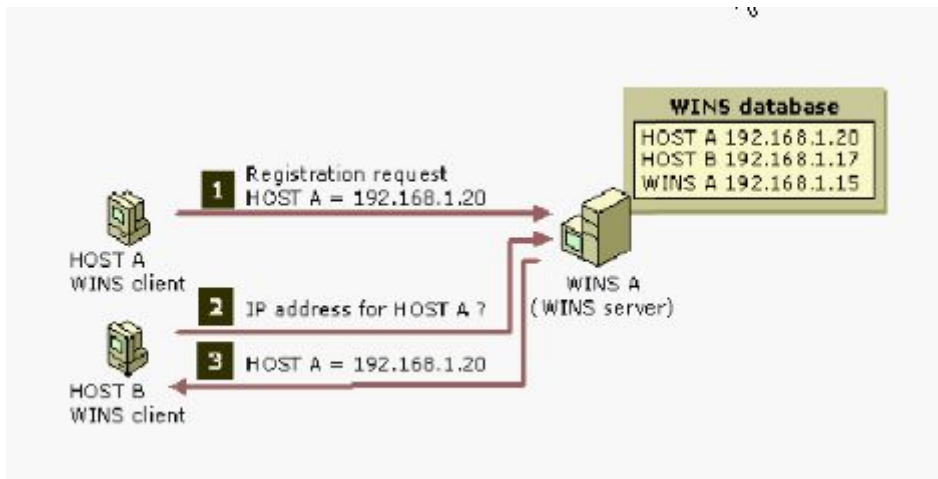 WINS database
HOST A 192.168.1.20
HOST B 192.168.1.17
WINS A 192.168.1.15
1 Registration request
HOST A = 192.168.1.20
HOST A
WINS client
WINS A
(WINS server)
2 IP address for HOST A ?
3 HOST A = 192.168.1.20
HOST B
WINS client